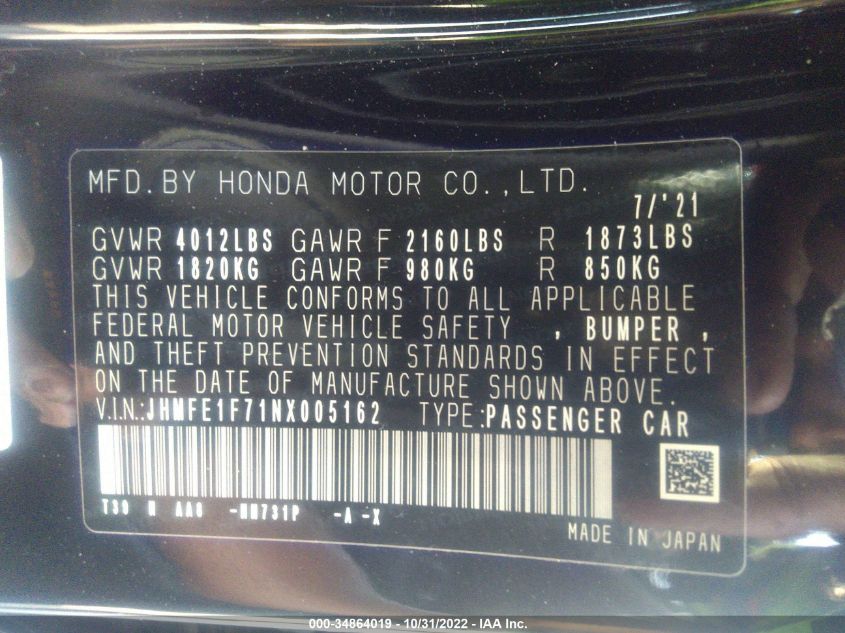 MFD. BY HONDA MOTOR CO., LTD.
7/'21
GVWR 4012LBS GAWR F 2160LBS R 1873LBS
GVWR 1820KG GAWR F 980KG R 850KG
THIS VEHICLE CONFORMS TO ALL APPLICABLE
FEDERAL MOTOR VEHICLE SAFETY , BUMPER ,
AND THEFT PREVENTION STANDARDS IN EFFECT
ON THE DATE OF MANUFACTURE SHOWN ABOVE.
V.I.N.:JHMFE1F71NX005162 TYPE:PASSENGER CAR
-A -X
MADE IN JAPAN
000-34864019 - 10/31/2022 - IAA Inc.